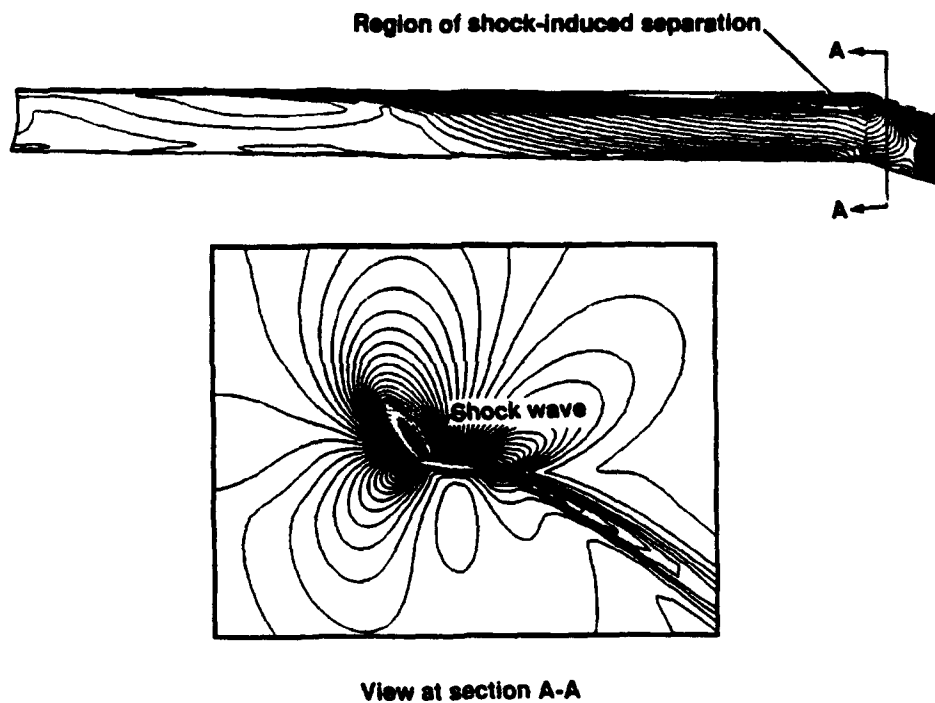 Region of shock-induced separation
A
A
Shock wave
View at section A-A